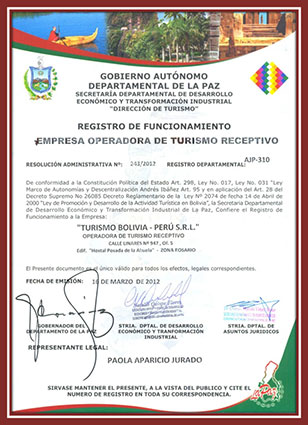 GOBIERNO AUTÓNOMO
DEPARTAMENTAL DE LA PAZ
SECRETARÍA DEPARTAMENTAL DE DESARROLLO
ECONÓMICO Y TRANSFORMACIÓN INDUSTRIAL
"DIRECCIÓN DE TURISMO"
REGISTRO DE FUNCIONAMIENTO
EMPRESA OPERADORA DE TURISMO RECEPTIVO
RESOLUCIÓN ADMINISTRATIVA Nº 243/2012 REGISTRO DEPARTAMENTAL: AJP-310
De conformidad a la Constitución Política del Estado Art. 298, Ley No. 017, Ley No. 031 (Ley
Marco de Autonomías y Descentralización Andrés Ibáñez Art. 95 y en aplicación del Art. 28 del
Decreto Supremo No 26085 Decreto Reglamentario de la Ley Nº 2074 de fecha 14 de Abril de
2000 "Ley de Promoción y Desarrollo de la Actividad Turística en Bolivia", la Secretaria Departamental
de Desarrollo Económico y Transformación Industrial de La Paz, Confiere el Registro de
Funcionamiento a la Empresa:
"TURISMO BOLIVIA - PERÚ S.R.L."
OPERADORA DE TURISMO RECEPTIVO
CALLE LINARES Nº 947, Of. 5
Edif. "Hostal Posada de la Abuela" - ZONA ROSARIO
El Presente documento es el único válido para todos los efectos, legales correspondientes.
EMISIÓN: 10 DE MARZO DE 2012
GOBERNADOR DEL
DEPARTAMENTO DE LA PAZ
STRIA. DPTAL. DE DESARROLLO
ECONÓMICO Y TRANFORMACIÓN
INDUSTRIAL
STRIA. DPTAL. DE
ASUNTOS JURIDICOS
REPRESENTANTE LEGAL:
PAOLA APARICIO JURADO
SIRVASE MANTENER EL PRESENTE, A LA VISTA DEL PUBLICO Y CITE EL
NUMERO DE REGISTRO EN TODA SU CORRESPONDENCIA.